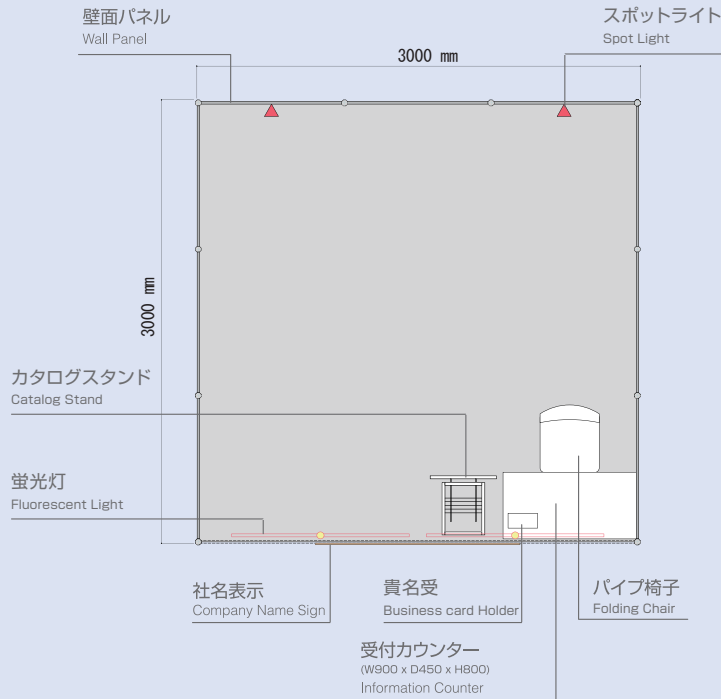 壁面パネル
Wall Panel
スポットライト
Spot Light
3000 mm
3000 mm
カタログスタンド
Catalog Stand
蛍光灯
Fluorescent Light
社名表示
Company Name Sign
貴名受
Business card Holder
パイプ椅子
Folding Chair
受付カウンター
(W900 x D450 x H800)
Information Counter